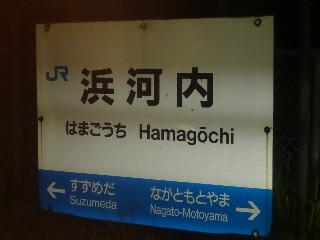 JR 浜河内
はまごうち Hamagōchi
← すずめだ ながともとやま →
Suzumeda Nagato-Motoyama